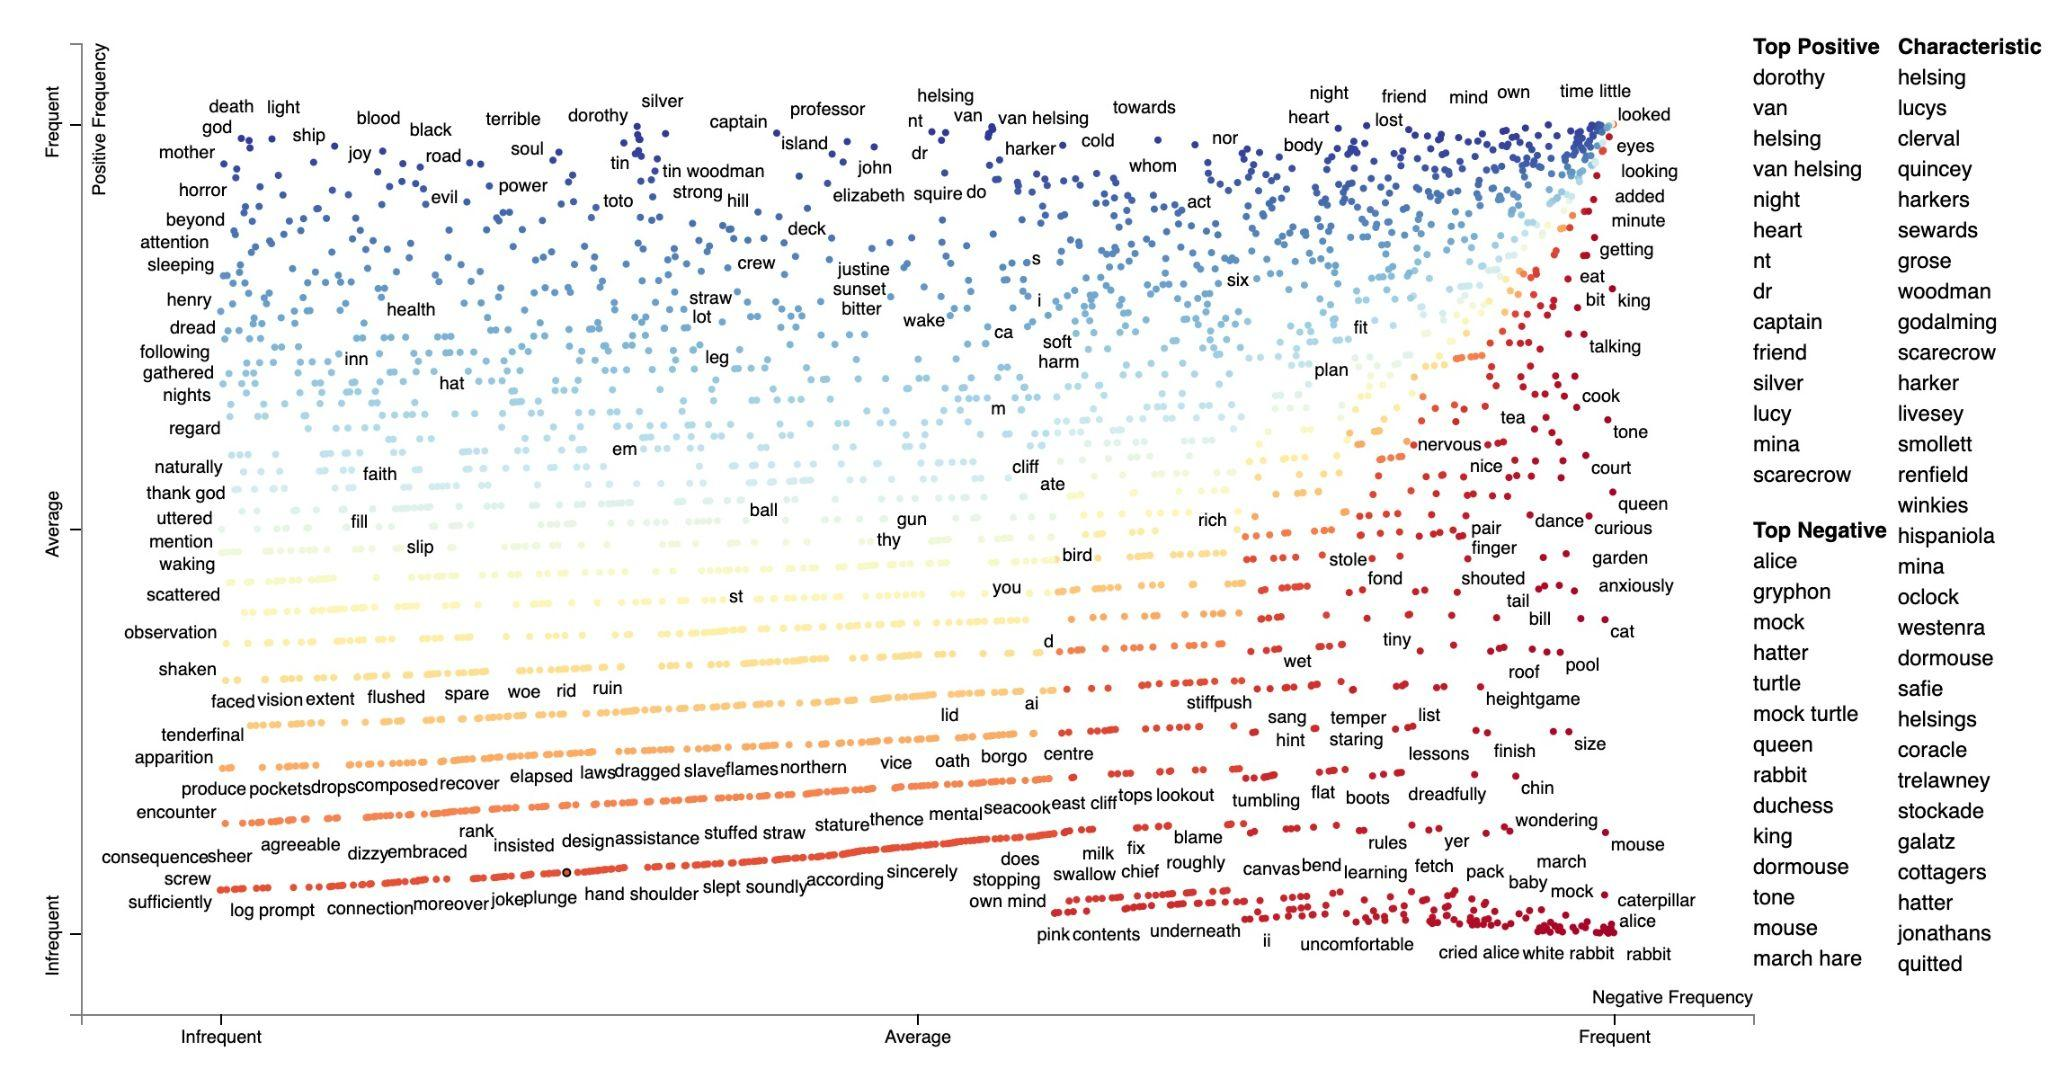 Positive Frequency
Frequent
Average
Infrequent
death light
god
mother
ship
blood
black
joy
road
terrible
soul
dorothy
silver
tin
tin woodman
captain
professor
island
john
helsing
nt
van
van helsing
dr
harker
cold
towards
whom
nor
night
friend
mind
own
time little
heart
lost
looked
body
eyes
looking
horror
evil
power
toto
strong
hill
elizabeth
squire do
act
added
beyond
minute
attention
deck
getting
sleeping
crew
justine
s
six
eat
sunset
henry
health
straw
bitter
i
bit
king
lot
wake
dread
ca
fit
following
soft
talking
gathered
inn
leg
harm
nights
hat
plan
cook
m
tea
regard
tone
em
nervous
naturally
faith
cliff
nice
court
thank god
ate
queen
uttered
fill
ball
gun
rich
dance
curious
mention
slip
thy
pair
finger
waking
bird
stole
garden
scattered
st
you
fond
shouted
anxiously
tail
observation
bill
cat
d
tiny
shaken
wet
roof
pool
faced
vision
extent
flushed
spare
woe
rid
ruin
lid
ai
stiff
push
height
game
tender
final
sang
temper
list
apparition
hint
staring
vice
oath
borgo
centre
lessons
finish
size
produce
pockets
drops
composed
recover
elapsed
laws
dragged
slave
flames
northern
encounter
stature
thence
mental
seacook
east cliff
tops
lookout
tumbling
flat
boots
dreadfully
chin
rank
consequence
sheer
agreeable
dizzy
embraced
insisted
design
assistance
stuffed
straw
blame
wondering
rules
yer
mouse
screw
does
milk
fix
sufficiently
log
prompt
connection
moreover
joke
plunge
hand shoulder
slept soundly
according
sincerely
stopping
swallow
chief
roughly
canvas
bend
learning
fetch
pack
march
baby
mock
own mind
caterpillar
alice
pink
contents
underneath
ii
uncomfortable
cried alice
white rabbit
rabbit
Negative Frequency
Infrequent
Average
Frequent
Top Positive
dorothy
van
helsing
van helsing
night
heart
nt
dr
captain
friend
silver
lucy
mina
scarecrow
Top Negative
alice
gryphon
mock
hatter
turtle
mock turtle
queen
rabbit
duchess
king
dormouse
tone
mouse
march hare
Characteristic
helsing
lucys
clerval
quincey
harkers
sewards
grose
woodman
godalming
scarecrow
harker
livesey
smollett
renfield
winkies
hispaniola
mina
oclock
westenra
dormouse
safie
helsings
coracle
trelawney
stockade
galatz
cottagers
hatter
jonathans
quitted